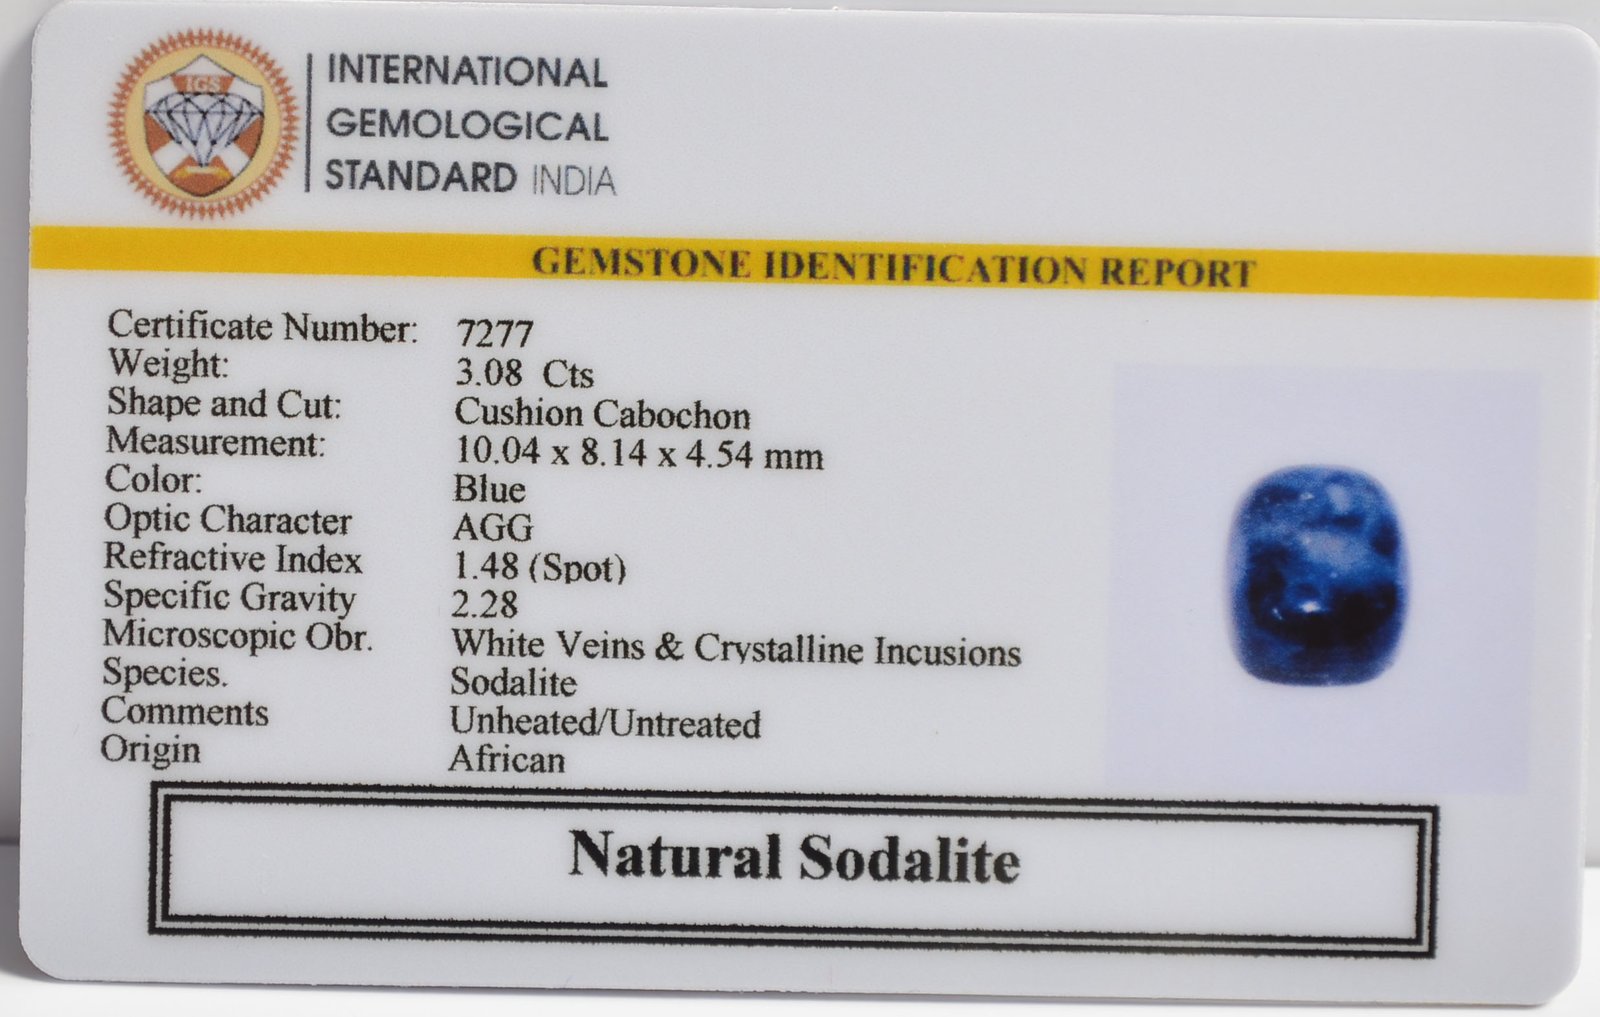 IGS
INTERNATIONAL
GEMOLOGICAL
STANDARD INDIA
GEMSTONE IDENTIFICATION REPORT
Certificate Number: 7277
Weight: 3.08 Cts
Shape and Cut: Cushion Cabochon
Measurement: 10.04 x 8.14 x 4.54 mm
Color: Blue
Optic Character AGG
Refractive Index 1.48 (Spot)
Specific Gravity 2.28
Microscopic Obr. White Veins & Crystalline Incusions
Species. Sodalite
Comments Unheated/Untreated
Origin African
Natural Sodalite